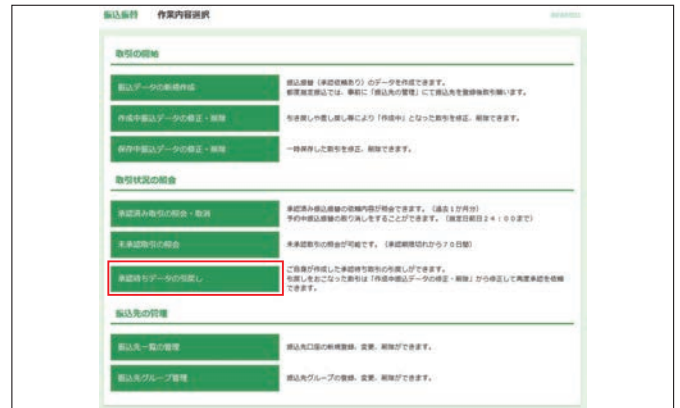 振込振替　作業内容選択
取引の開始
振込データの新規作成
振込振替（承認依頼あり）のデータを作成できます。
都度指定振込では、事前に「振込先の管理」にて振込先を登録後取引願います。
作成中振込データの修正・削除
引き戻しや差し戻し等により「作成中」となった取引を修正、削除できます。
保存中振込データの修正・削除
一時保存した取引を修正、削除できます。
取引状況の照会
承認済み取引の照会・取消
承認済み振込振替の依頼内容が照会できます。（過去１か月分）
予約中振込振替の取り消しをすることができます。（指定日前日２４：００まで）
未承認取引の照会
未承認取引の照会が可能です。（承認期限切れから７０日間）
承認待ちデータの引戻し
ご自身が作成した承認待ち取引の引戻しができます。
引戻しをおこなった取引は「作成中振込データの修正・削除」から修正して再度承認を依頼
できます。
振込先の管理
振込先一覧の管理
振込先口座の新規登録、変更、削除ができます。
振込先グループ管理
振込先グループの登録、変更、削除ができます。